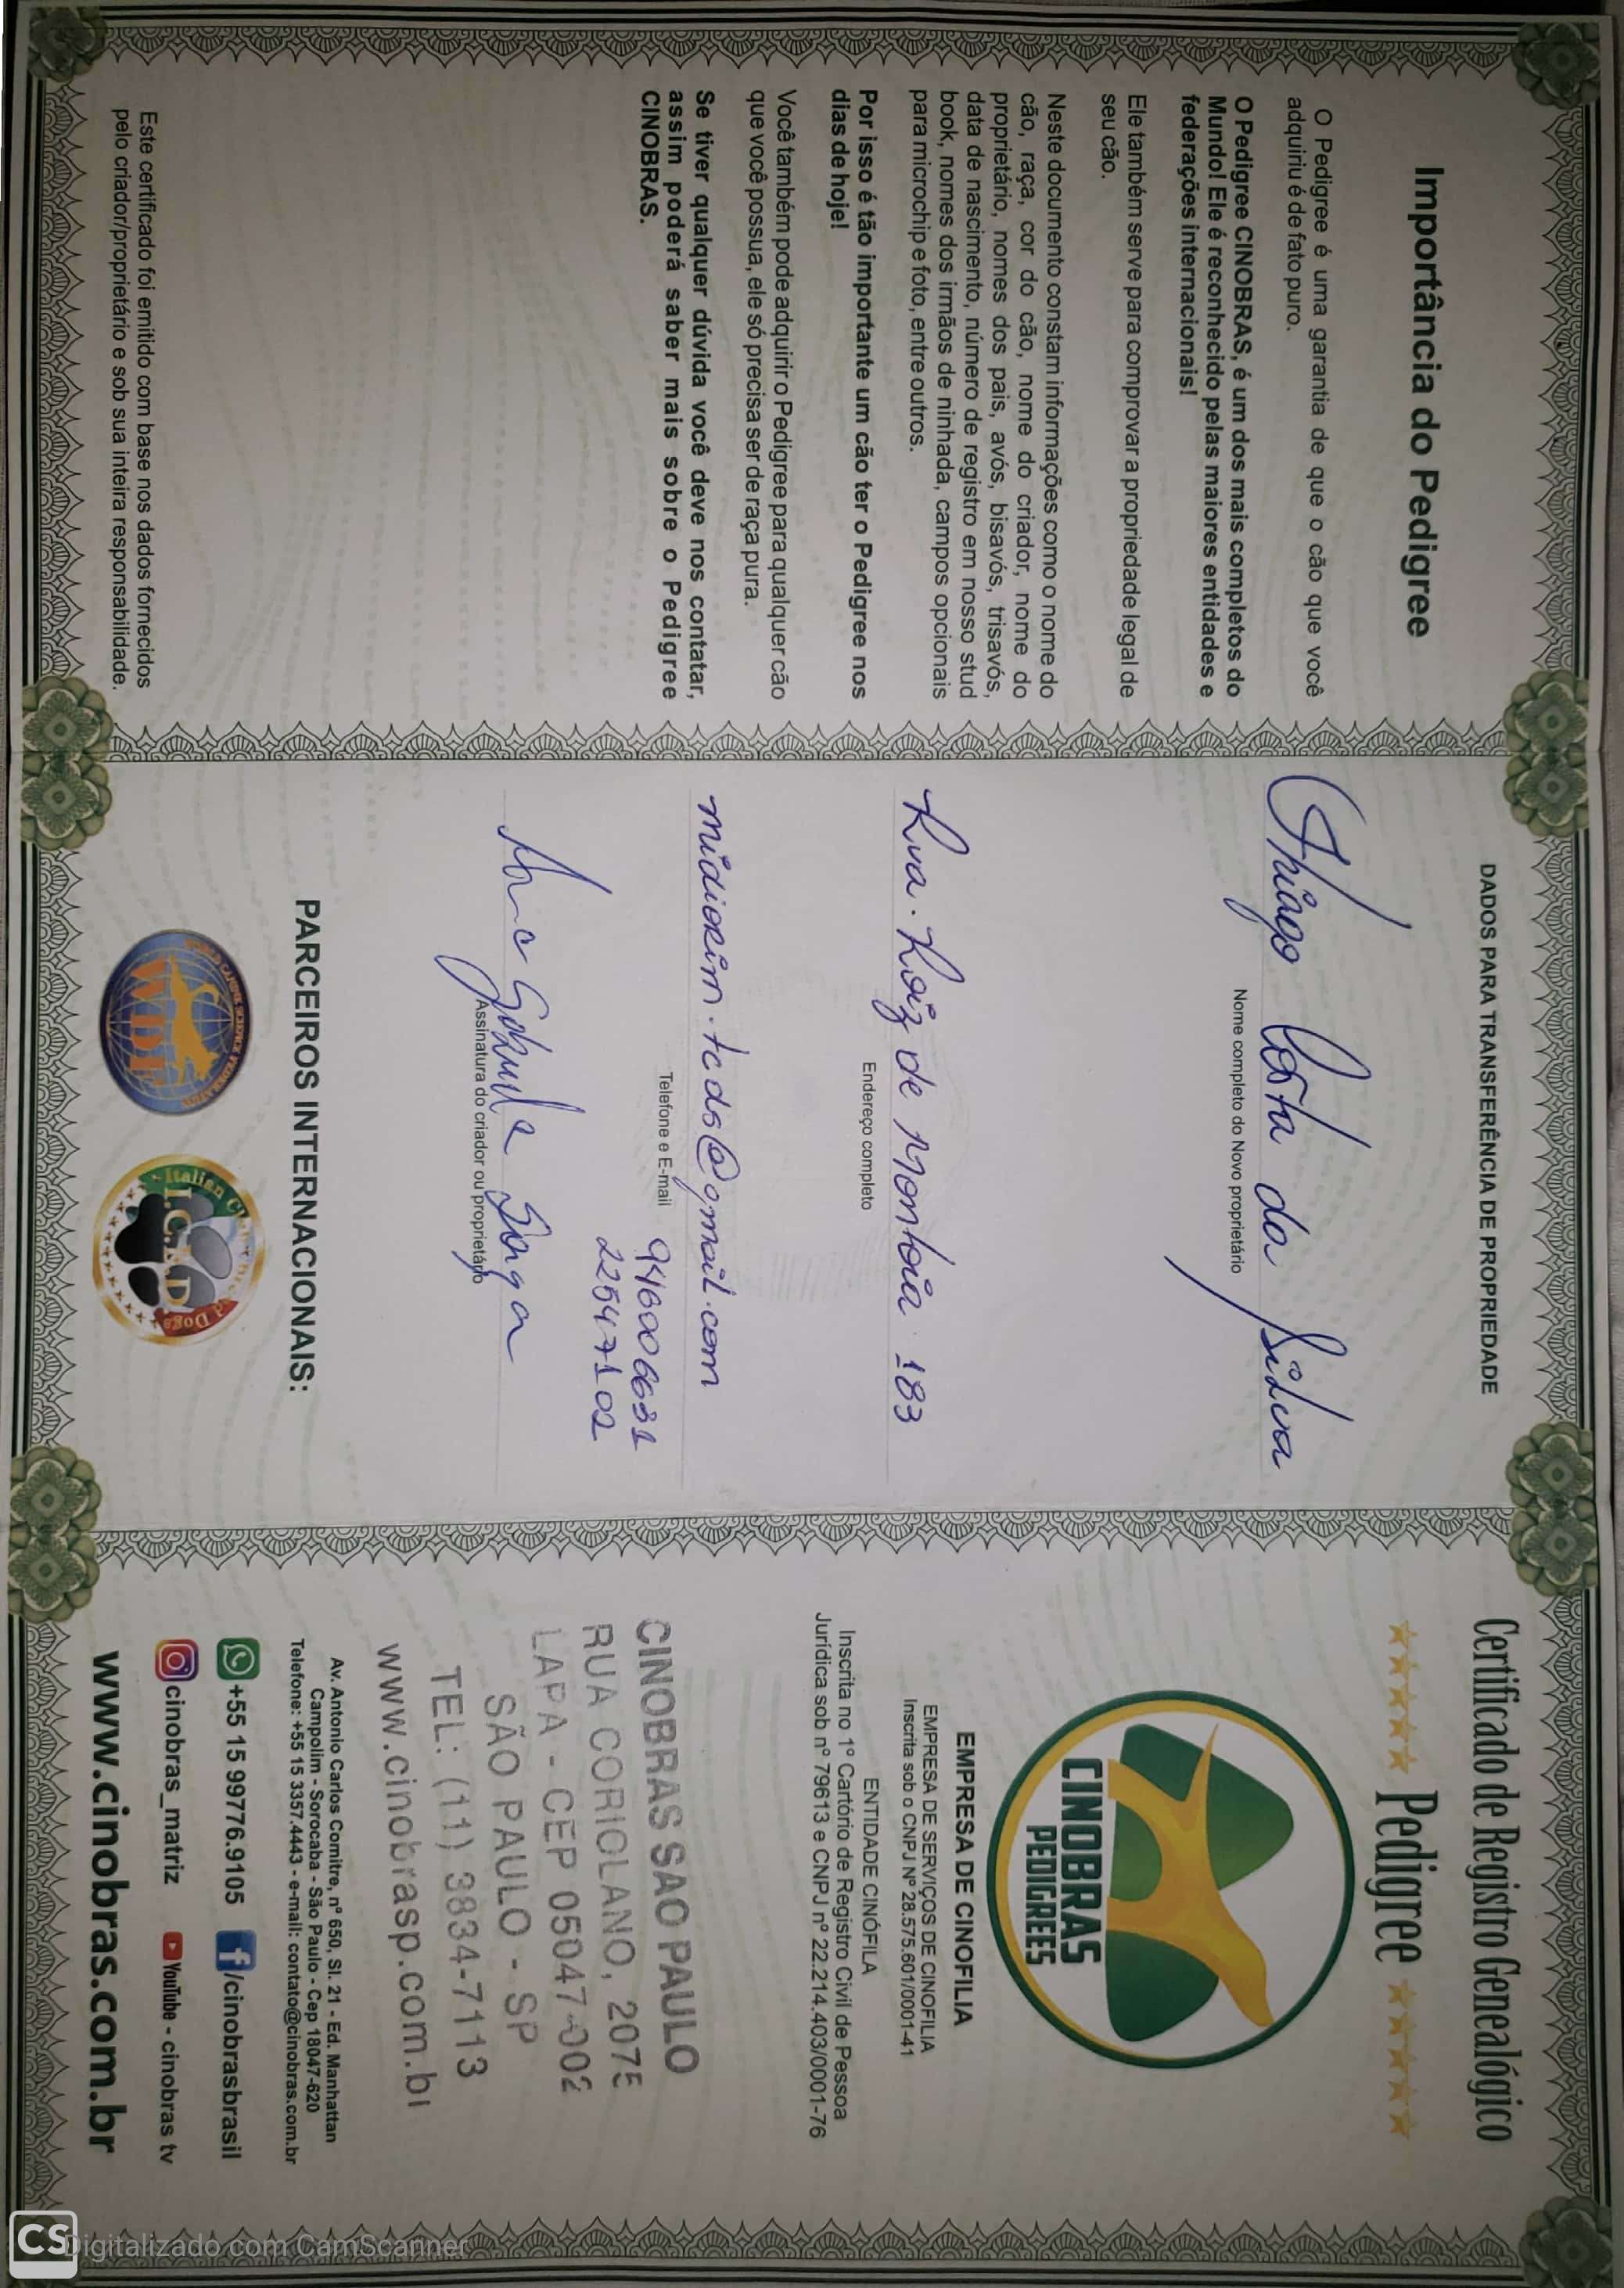 Importância do Pedigree
O Pedigree é uma garantia de que o cão que você
adquiriu é de fato puro.
O Pedigree CINOBRAS, é um dos mais completos do
Mundo! Ele é reconhecido pelas maiores entidades e
federações internacionais!
Ele também serve para comprovar a propriedade legal de
seu cão.
Neste documento constam informações como o nome do
cão, raça, cor do cão, nome do criador, nome do
proprietário, nomes dos pais, avós, bisavós, trisavós,
data de nascimento, número de registro em nosso stud
book, nomes dos irmãos de ninhada, campos opcionais
para microchip e foto, entre outros.
Por isso é tão importante um cão ter o Pedigree nos
dias de hoje!
Você também pode adquirir o Pedigree para qualquer cão
que você possua, ele só precisa ser de raça pura.
Se tiver qualquer dúvida você deve nos contatar,
assim poderá saber mais sobre o Pedigree
CINOBRAS.
Este certificado foi emitido com base nos dados fornecidos
pelo criador/proprietário e sob sua inteira responsabilidade.
DADOS PARA TRANSFERÊNCIA DE PROPRIEDADE
Thiago Costa da Silva
Nome completo do Novo proprietário
Rua. Roiz de Montoia. 183
Endereço completo
midiorim.tcds@gmail.com
Telefone e E-mail
946006631
22547102
Assinatura do criador ou proprietário
PARCEIROS INTERNACIONAIS:
WDF
Italian Club
I.C.D.
Dogs
Certificado de Registro Genealógico
Pedigree
CINOBRAS
PEDIGREES
EMPRESA DE CINOFILIA
EMPRESA DE SERVIÇOS DE CINOFILIA
Inscrita sob o CNPJ Nº 28.575.601/0001-41
ENTIDADE CINÓFILA
Inscrita no 1º Cartório de Registro Civil de Pessoa
Jurídica sob nº 79613 e CNPJ nº 22.214.403/0001-76
CINOBRAS SAO PAULO
RUA CORIOLANO, 2075
LAPA - CEP 05047-002
SÃO PAULO - SP
TEL: (11) 3834-7113
www.cinobrasp.com.br
Av. Antonio Carlos Comitre, nº 650, Sl. 21 - Ed. Manhattan
Campolim - Sorocaba - São Paulo - Cep 18047-620
Telefone: +55 15 3357.4443 - e-mail: contato@cinobras.com.br
+55 15 99776.9105 /cinobrasbrasil
cinobras_matriz YouTube - cinobras tv
www.cinobras.com.br
CS Digitalizado com CamScanner